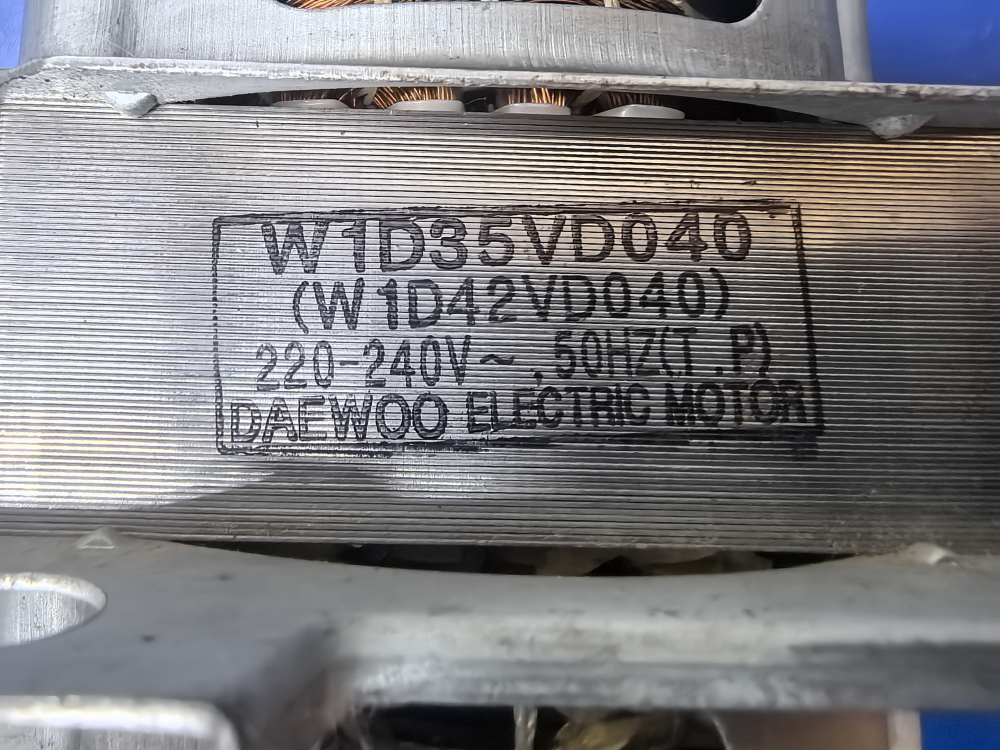 W1D35VD040
(W1D42VD040)
220-240V~,50HZ(T.P)
DAEWOO ELECTRIC MOTOR